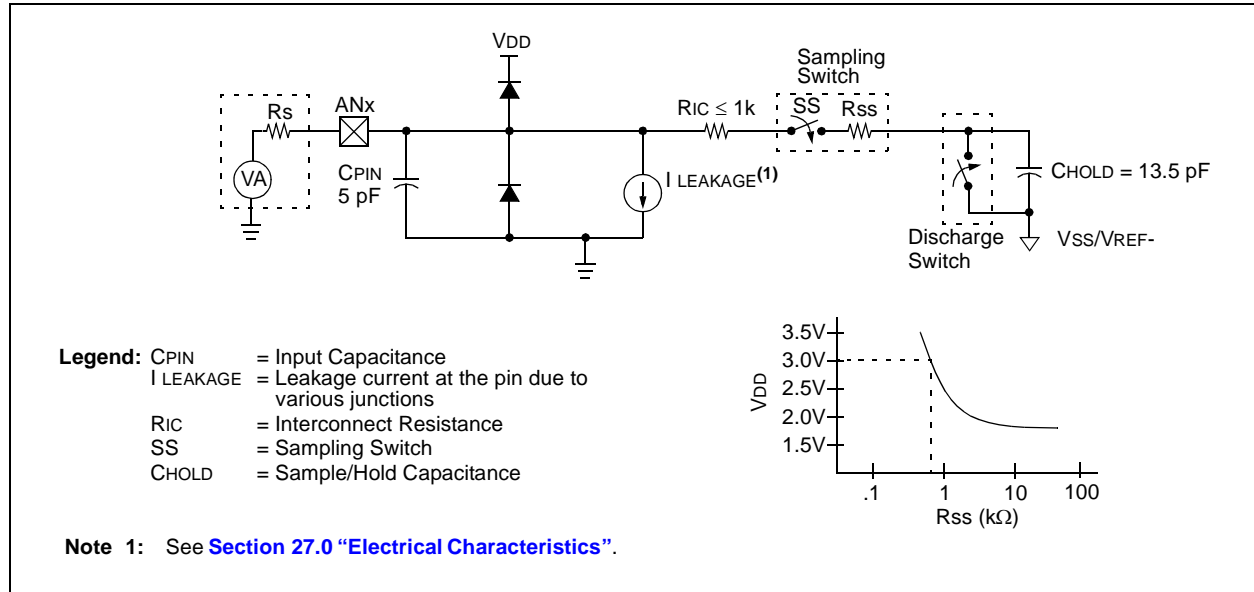 VDD
Sampling
Switch
Rs
ANx
RIC ≤ 1k
SS
Rss
VA
CPIN
5 pF
I LEAKAGE(1)
CHOLD = 13.5 pF
Discharge
Switch
VSS/VREF-
Legend: CPIN = Input Capacitance
I LEAKAGE = Leakage current at the pin due to
various junctions
RIC = Interconnect Resistance
SS = Sampling Switch
CHOLD = Sample/Hold Capacitance
VDD
3.5V
3.0V
2.5V
2.0V
1.5V
.1 1 10 100
Rss (kΩ)
Note 1: See Section 27.0 “Electrical Characteristics”.